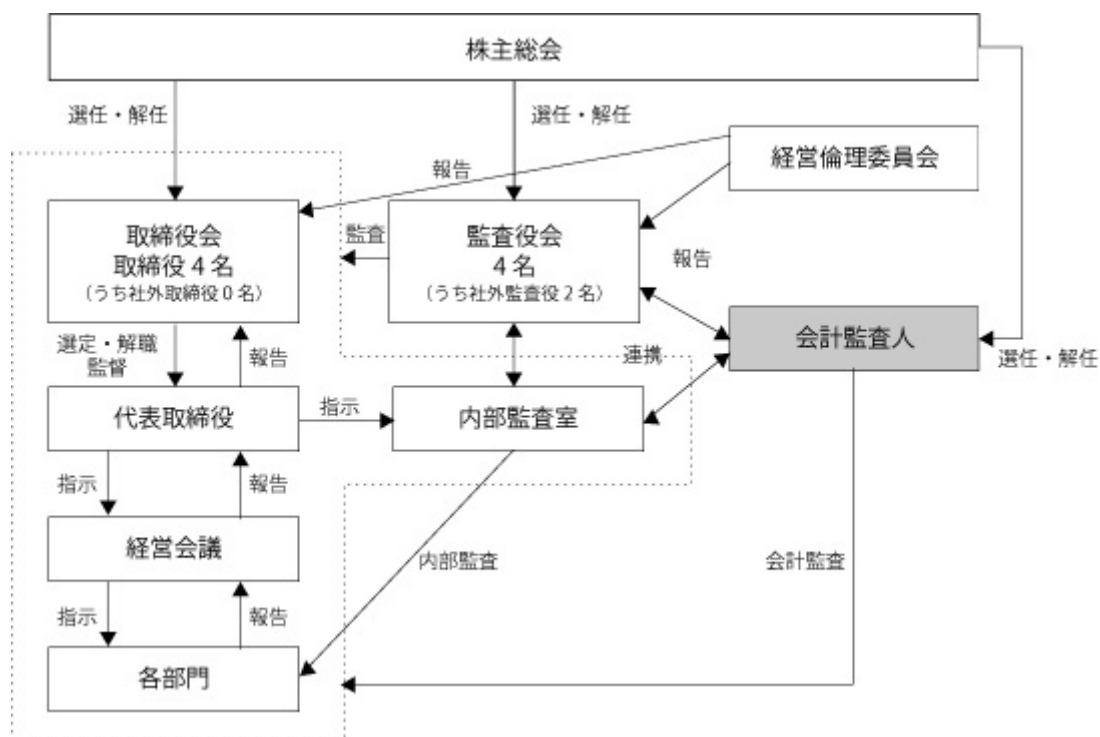 株主総会
選任・解任
選任・解任
経営倫理委員会
報告
取締役会
取締役４名
（うち社外取締役０名）
監査
監査役会
４名
（うち社外監査役２名）
報告
会計監査人
選任・解任
選定・解職
監督
報告
連携
代表取締役
指示
内部監査室
指示
報告
経営会議
内部監査
会計監査
指示
報告
各部門